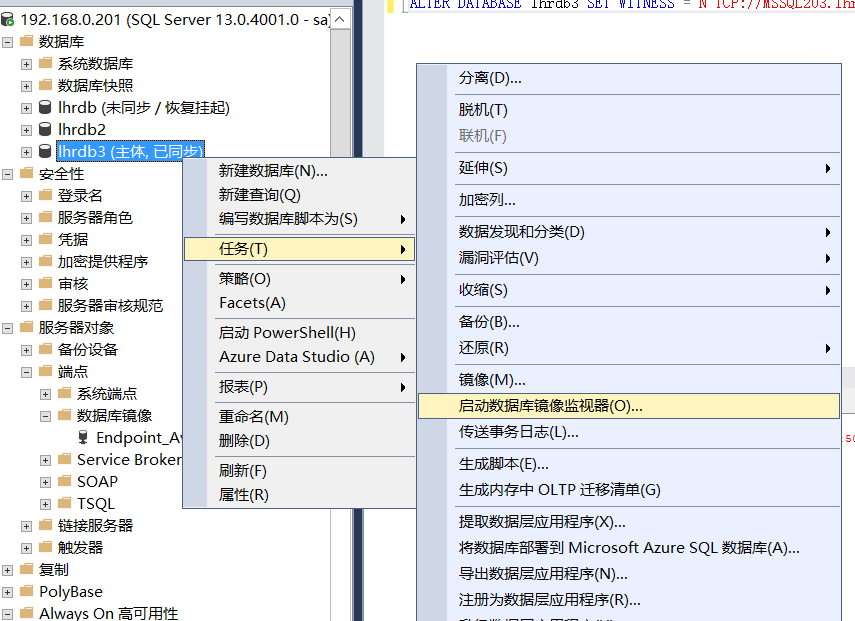 192.168.0.201 (SQL Server 13.0.4001.0 - sa)
数据库
系统数据库
数据库快照
lhrdb (未同步 / 恢复挂起)
lhrdb2
lhrdb3 (主体, 已同步)
安全性
登录名
服务器角色
凭据
加密提供程序
审核
服务器审核规范
服务器对象
备份设备
端点
系统端点
数据库镜像
Endpoint_Av
Service Broker
SOAP
TSQL
链接服务器
触发器
复制
PolyBase
Always On 高可用性
新建数据库(N)...
新建查询(Q)
编写数据库脚本为(S)
任务(T)
策略(O)
Facets(A)
启动 PowerShell(H)
Azure Data Studio (A)
报表(P)
重命名(M)
删除(D)
刷新(F)
属性(R)
ALTER DATABASE lhrdb3 SET WITNESS = N'TCP://MSSQL203.lhr
分离(D)...
脱机(T)
联机(F)
延伸(S)
加密列...
数据发现和分类(D)
漏洞评估(V)
收缩(S)
备份(B)...
还原(R)
镜像(M)...
启动数据库镜像监视器(O)...
传送事务日志(L)...
生成脚本(E)...
生成内存中 OLTP 迁移清单(G)
提取数据层应用程序(X)...
将数据库部署到 Microsoft Azure SQL 数据库(A)...
导出数据层应用程序(N)...
注册为数据层应用程序(R)...